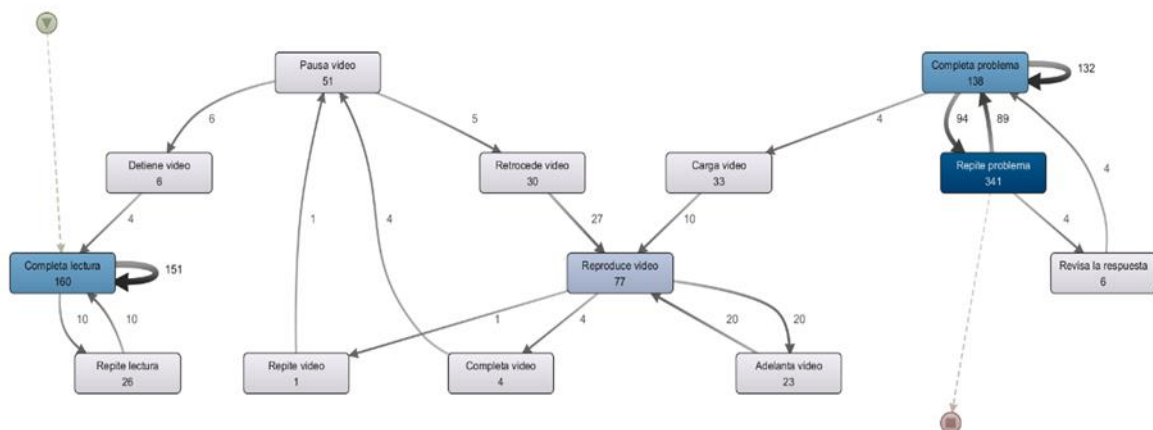 Pausa video
51
Completa problema
138
132
6
5
4
94
89
Detiene video
6
Retrocede video
30
Carga video
33
Repite problema
341
4
4
1
4
27
10
4
Completa lectura
160
151
Reproduce video
77
Revisa la respuesta
6
10
10
1
4
20
20
Repite lectura
26
Repite video
1
Completa video
4
Adelanta video
23